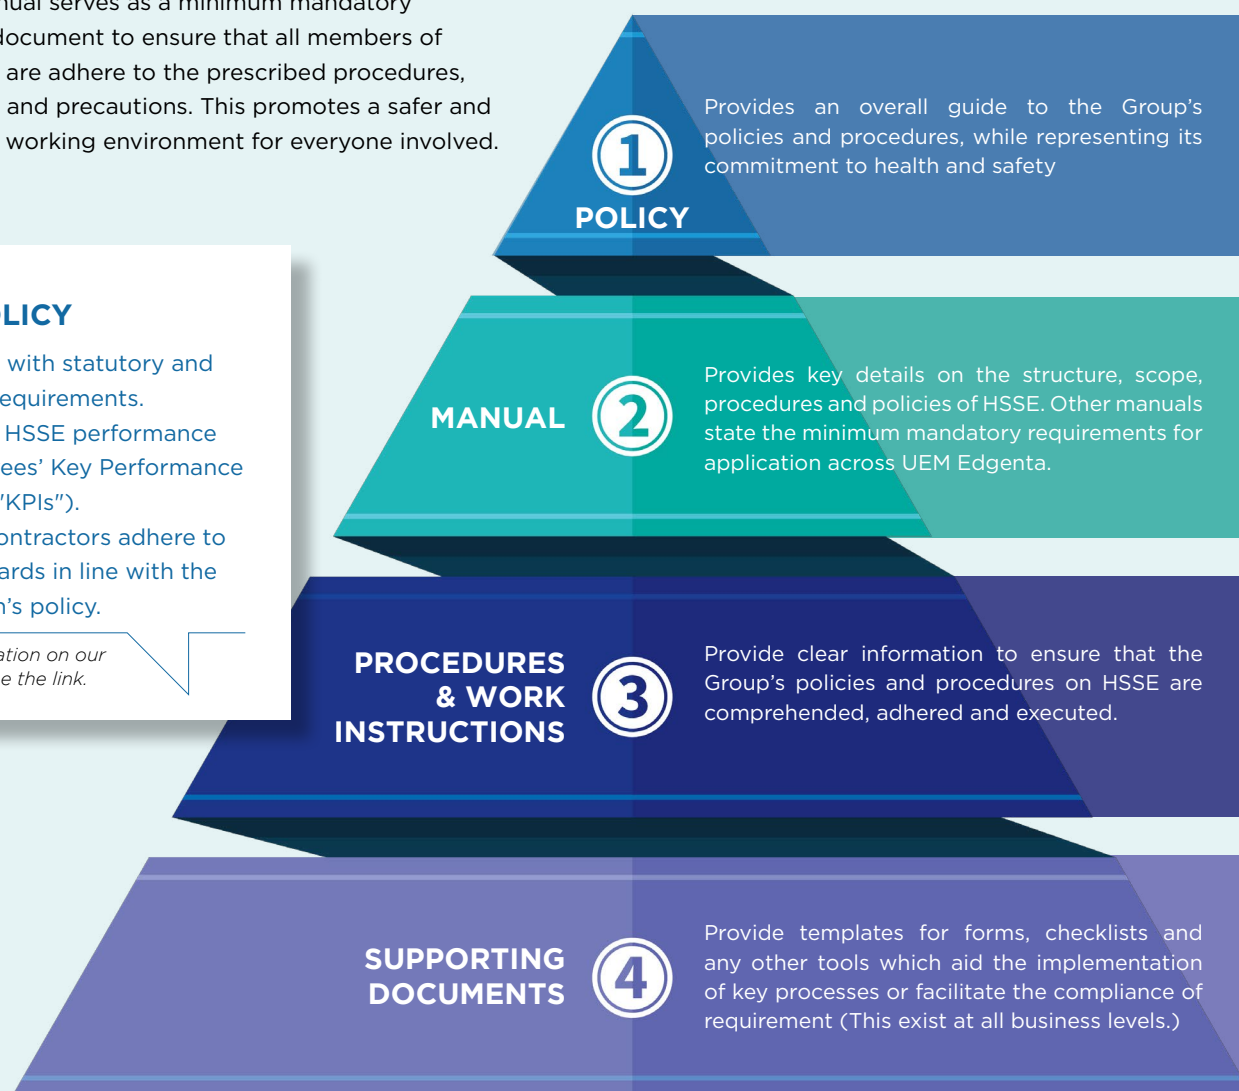 nual serves as a minimum mandatory
document to ensure that all members of
are adhere to the prescribed procedures,
and precautions. This promotes a safer and
working environment for everyone involved.
LICY
with statutory and
equirements.
HSSE performance
ees' Key Performance
"KPIs").
ontractors adhere to
ards in line with the
n's policy.
ation on our
e the link.
1
POLICY
Provides an overall guide to the Group's
policies and procedures, while representing its
commitment to health and safety
MANUAL
2
Provides key details on the structure, scope,
procedures and policies of HSSE. Other manuals
state the minimum mandatory requirements for
application across UEM Edgenta.
PROCEDURES
& WORK
INSTRUCTIONS
3
Provide clear information to ensure that the
Group's policies and procedures on HSSE are
comprehended, adhered and executed.
SUPPORTING
DOCUMENTS
4
Provide templates for forms, checklists and
any other tools which aid the implementation
of key processes or facilitate the compliance of
requirement (This exist at all business levels.)